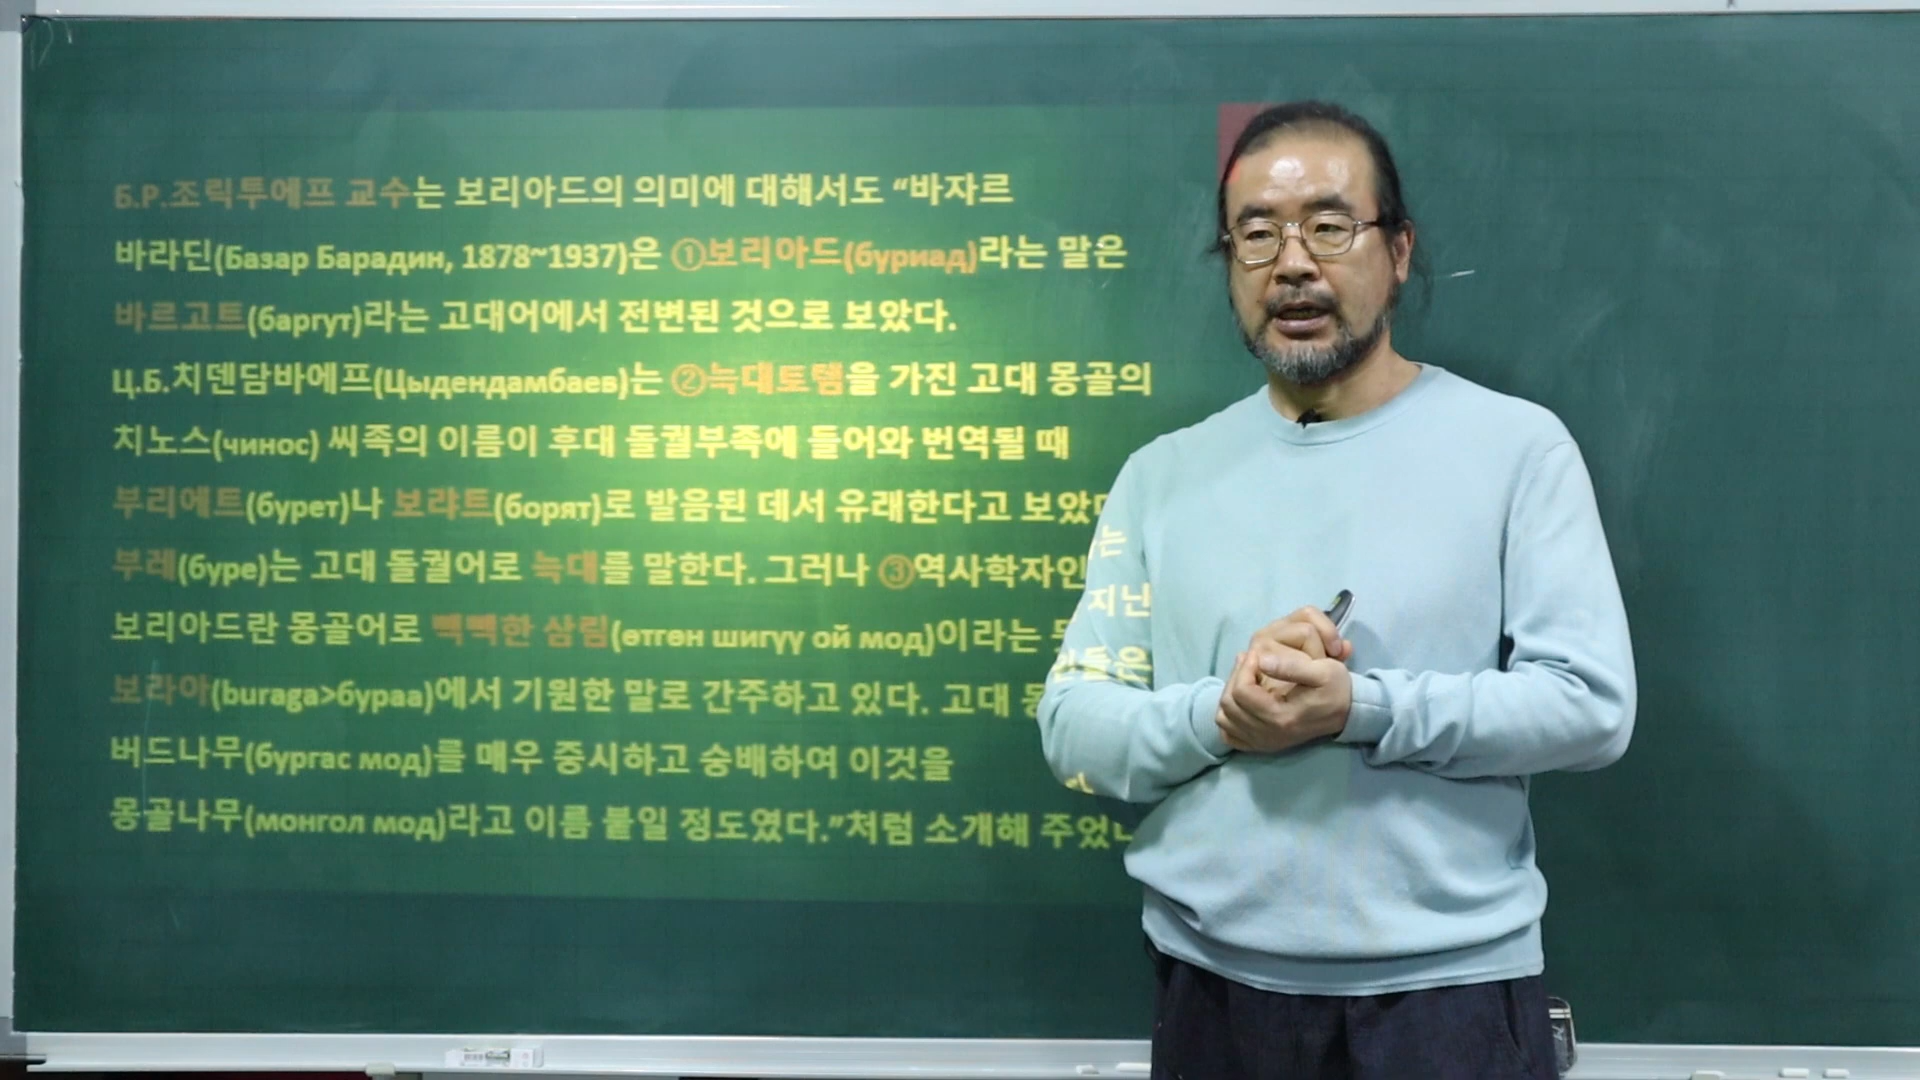 Б.Р.조릭투에프 교수는 보리아드의 의미에 대해서도 “바자르
바라딘(Базар Барадин, 1878~1937)은 ①보리아드(буриад)라는 말은
바르고트(баргут)라는 고대어에서 전변된 것으로 보았다.
Ц.Б.치덴담바에프(Цыдендамбаев)는 ②늑대토템을 가진 고대 몽골의
치노스(чинос) 씨족의 이름이 후대 돌궐부족에 들어와 번역될 때
부리에트(бурет)나 보랴트(борят)로 발음된 데서 유래한다고 보았다
부레(буре)는 고대 돌궐어로 늑대를 말한다. 그러나 ③역사학자인 는
보리아드란 몽골어로 빽빽한 삼림(өтгөн шигүү ой мод)이라는 지닌
보라아(buraga>бураа)에서 기원한 말로 간주하고 있다. 고대 인들은
버드나무(бургас мод)를 매우 중시하고 숭배하여 이것을
몽골나무(монгол мод)라고 이름 붙일 정도였다.”처럼 소개해 주었